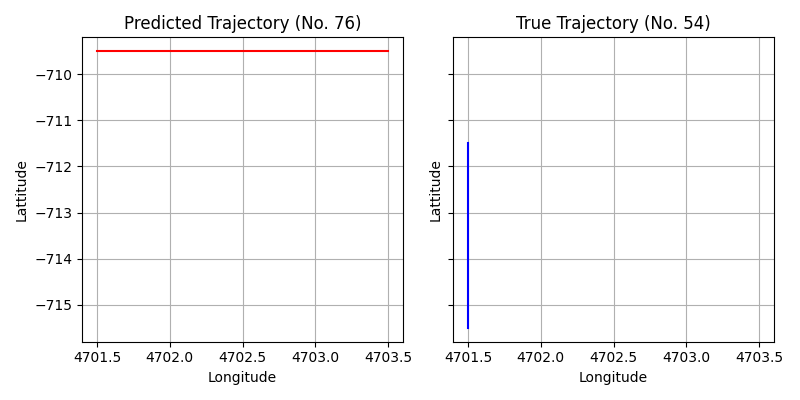 Predicted Trajectory (No. 76)
Lattitude
−710
−711
−712
−713
−714
−715
4701.5 4702.0 4702.5 4703.0 4703.5
Longitude
True Trajectory (No. 54)
Lattitude
4701.5 4702.0 4702.5 4703.0 4703.5
Longitude